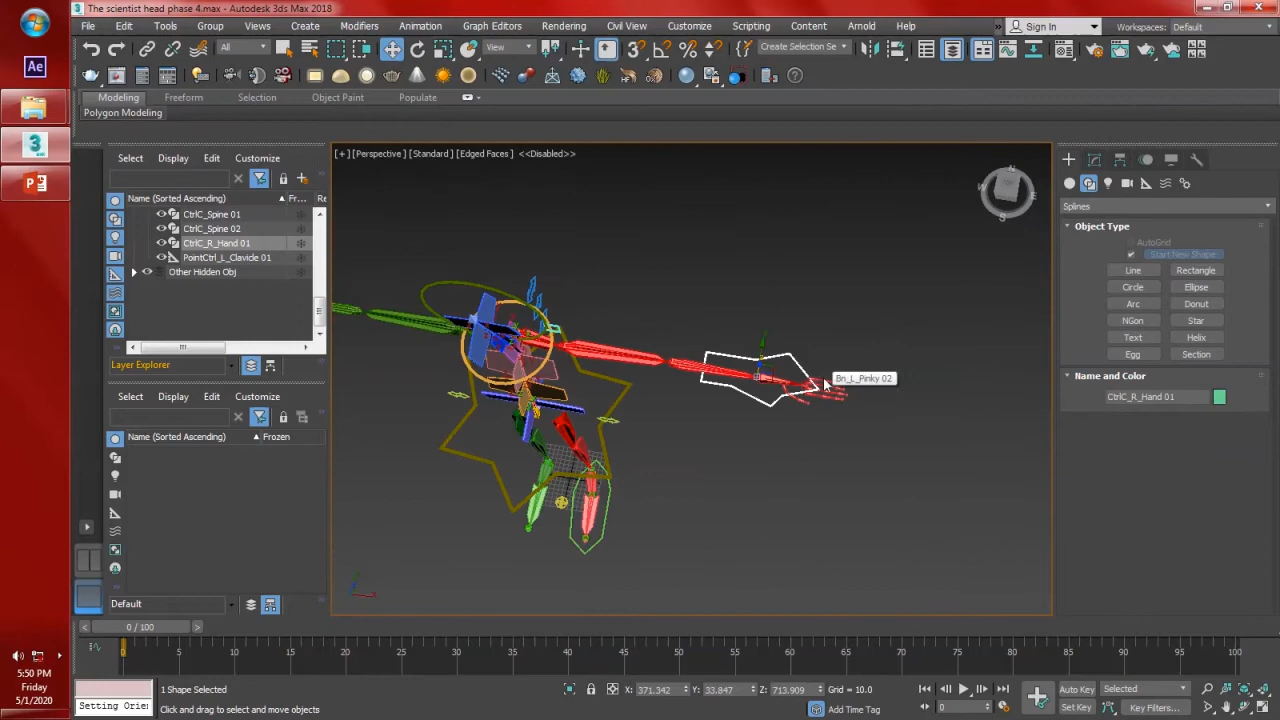 The scientist head phase 4.max - Autodesk 3ds Max 2018
File Edit Tools Group Views Create Modifiers Animation Graph Editors Rendering Civil View Customize Scripting Content Arnold Help
Sign In Workspaces: Default
All View Create Selection Se
Modeling Freeform Selection Object Paint Populate
Polygon Modeling
Select Display Edit Customize
Name (Sorted Ascending) Fr... Re
CtrlC_Spine 01
CtrlC_Spine 02
CtrlC_R_Hand 01
PointCtrl_L_Clavide 01
Other Hidden Obj
Layer Explorer
Select Display Edit Customize
Name (Sorted Ascending) Frozen
Default
[+] [Perspective] [Standard] [Edged Faces] <<Disabled>>
N
W E
S
Bn_L_Pinky 02
Splines
Object Type
AutoGrid
Start New Shape
Line Rectangle
Circle Ellipse
Arc Donut
NGon Star
Text Helix
Egg Section
Name and Color
CtrlC_R_Hand 01
0 / 100
0 5 10 15 20 25 30 35 40 45 50 55 60 65 70 75 80 85 90 95 100
1 Shape Selected
Click and drag to select and move objects
Setting Orie
X: 371.342 Y: 33.847 Z: 713.909 Grid = 10.0
Add Time Tag
0
Auto Key Selected
Set Key Key Filters...
Ae
3
5:50 PM
Friday
5/1/2020